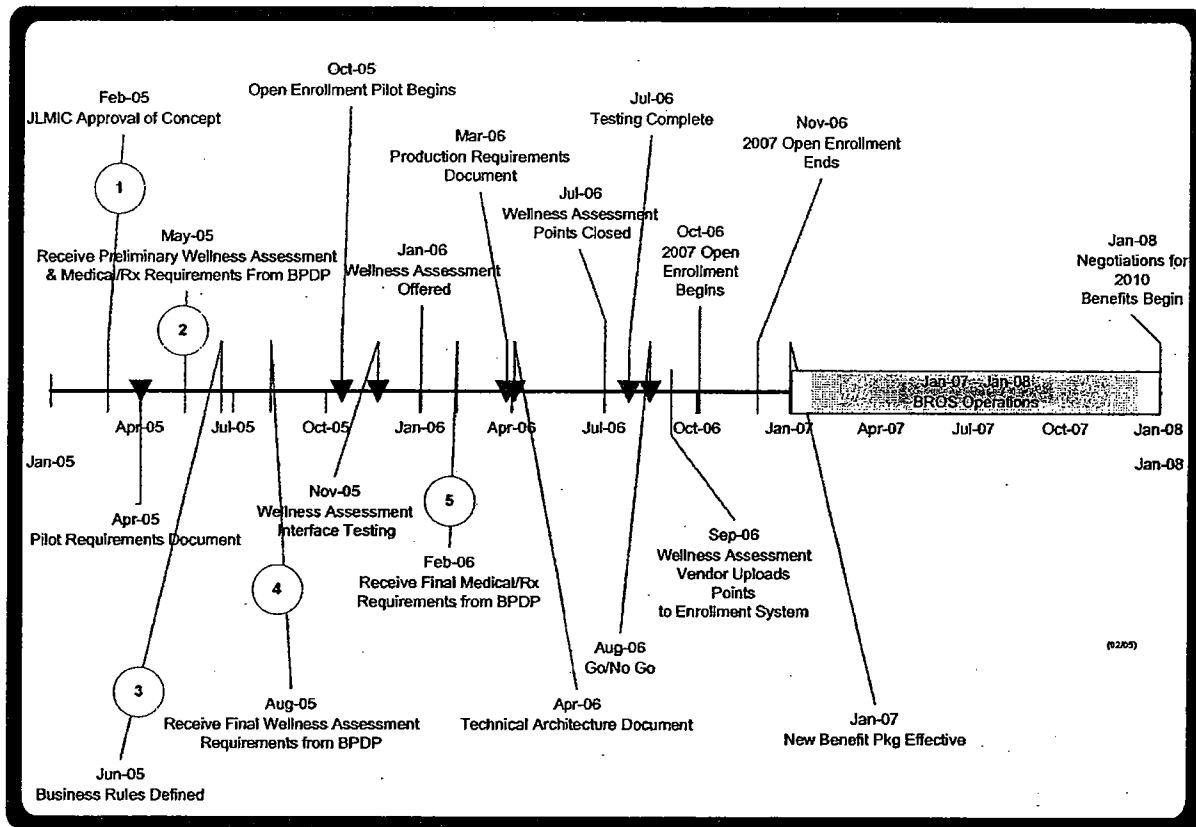 Oct-05
Open Enrollment Pilot Begins
Feb-05
JLMIC Approval of Concept
1
Jul-06
Testing Complete
Mar-06
Production Requirements
Document
Nov-06
2007 Open Enrollment
Ends
May-05
Receive Preliminary Wellness Assessment
& Medical/Rx Requirements From BPDP
2
Jan-06
Wellness Assessment
Offered
Jul-06
Wellness Assessment
Points Closed
Oct-06
2007 Open
Enrollment
Begins
Jan-08
Negotiations for
2010
Benefits Begin
Jan-07 – Jan-08
BROS Operations
Apr-05
Jul-05
Oct-05
Jan-06
Apr-06
Jul-06
Oct-06
Jan-07
Apr-07
Jul-07
Oct-07
Jan-08
Jan-05
Jan-08
Apr-05
Pilot Requirements Document
Nov-05
Wellness Assessment
Interface Testing
5
Feb-06
Receive Final Medical/Rx
Requirements from BPDP
Sep-06
Wellness Assessment
Vendor Uploads
Points
to Enrollment System
4
Aug-05
Receive Final Wellness Assessment
Requirements from BPDP
Aug-06
Go/No Go
(02/05)
3
Jun-05
Business Rules Defined
Apr-06
Technical Architecture Document
Jan-07
New Benefit Pkg Effective